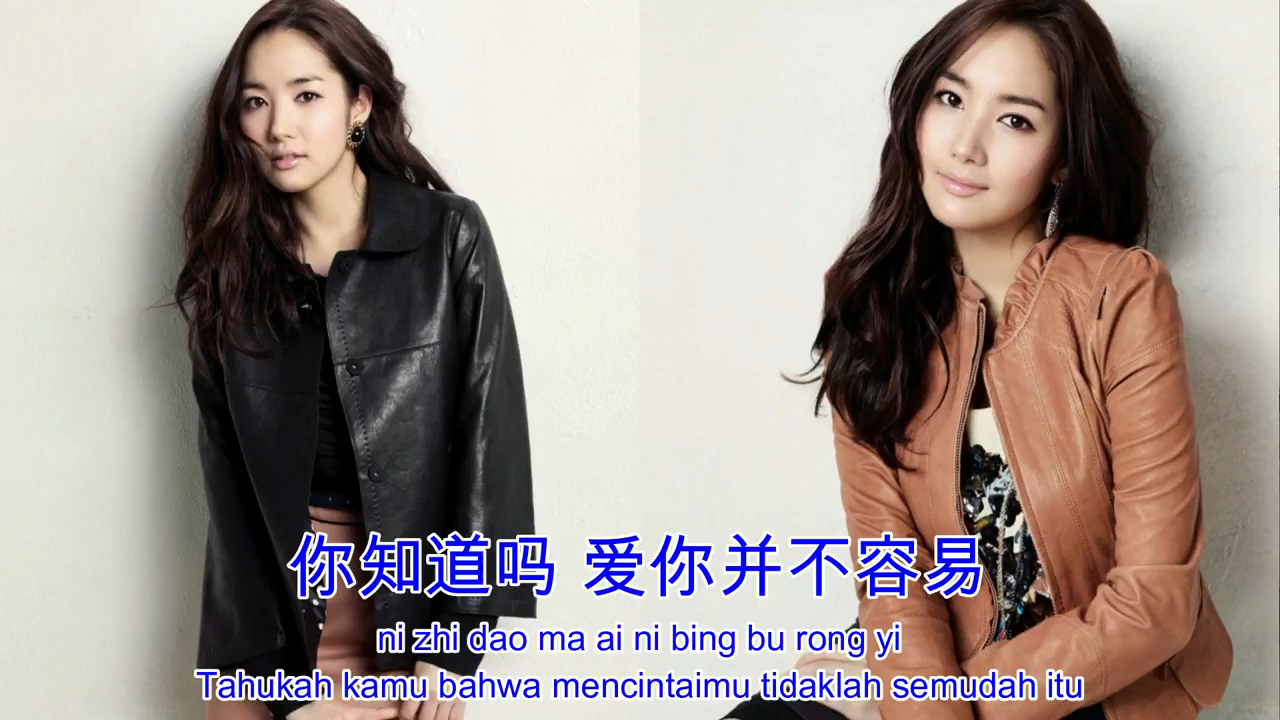 你知道吗 爱你并不容易
ni zhi dao ma ai ni bing bu rong yi
Tahukah kamu bahwa mencintaimu tidaklah semudah itu